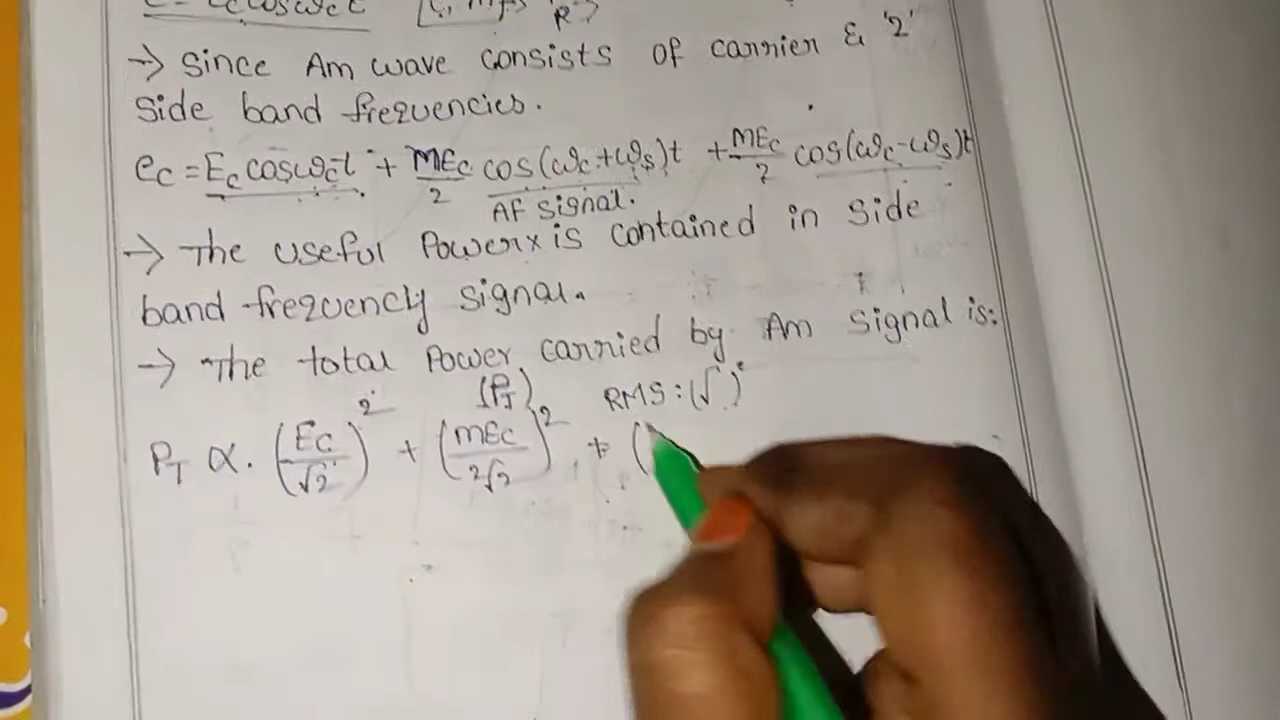 → Since Am wave consists of carrier & '2'
Side band frequencies.
ec = Ec cosωct + mEc/2 cos(ωc+ωs)t + mEc/2 cos(ωc-ωs)t
AF signal.
→ The useful Power is contained in side
band frequency signal.
→ The total Power carried by Am signal is:
(PT) RMS:(√ )²
PT α. (Ec/√2)² + (mEc/2√2)² + (